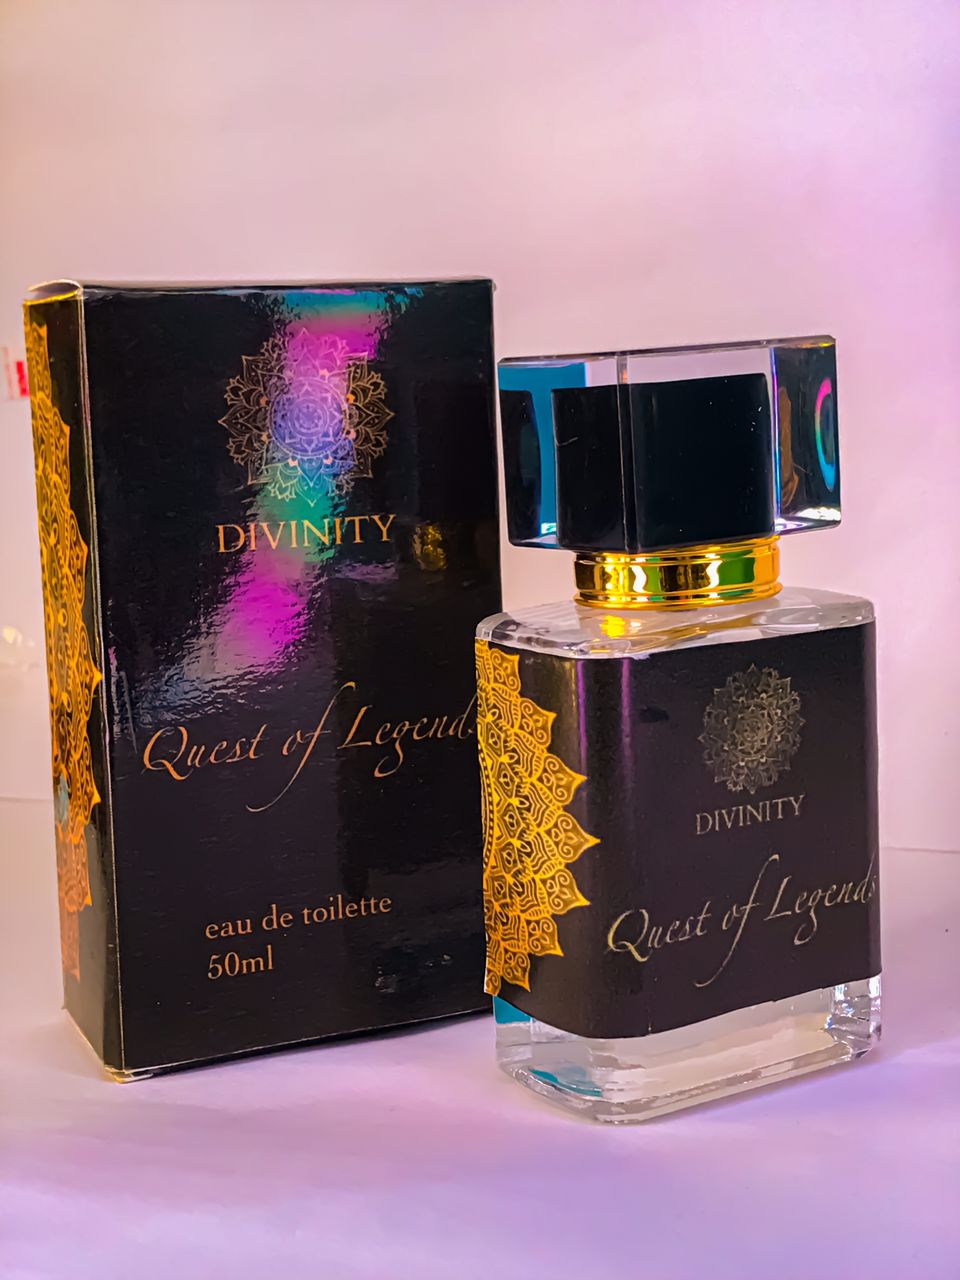 DIVINITY
Quest of Legends
eau de toilette
50ml
DIVINITY
Quest of Legends